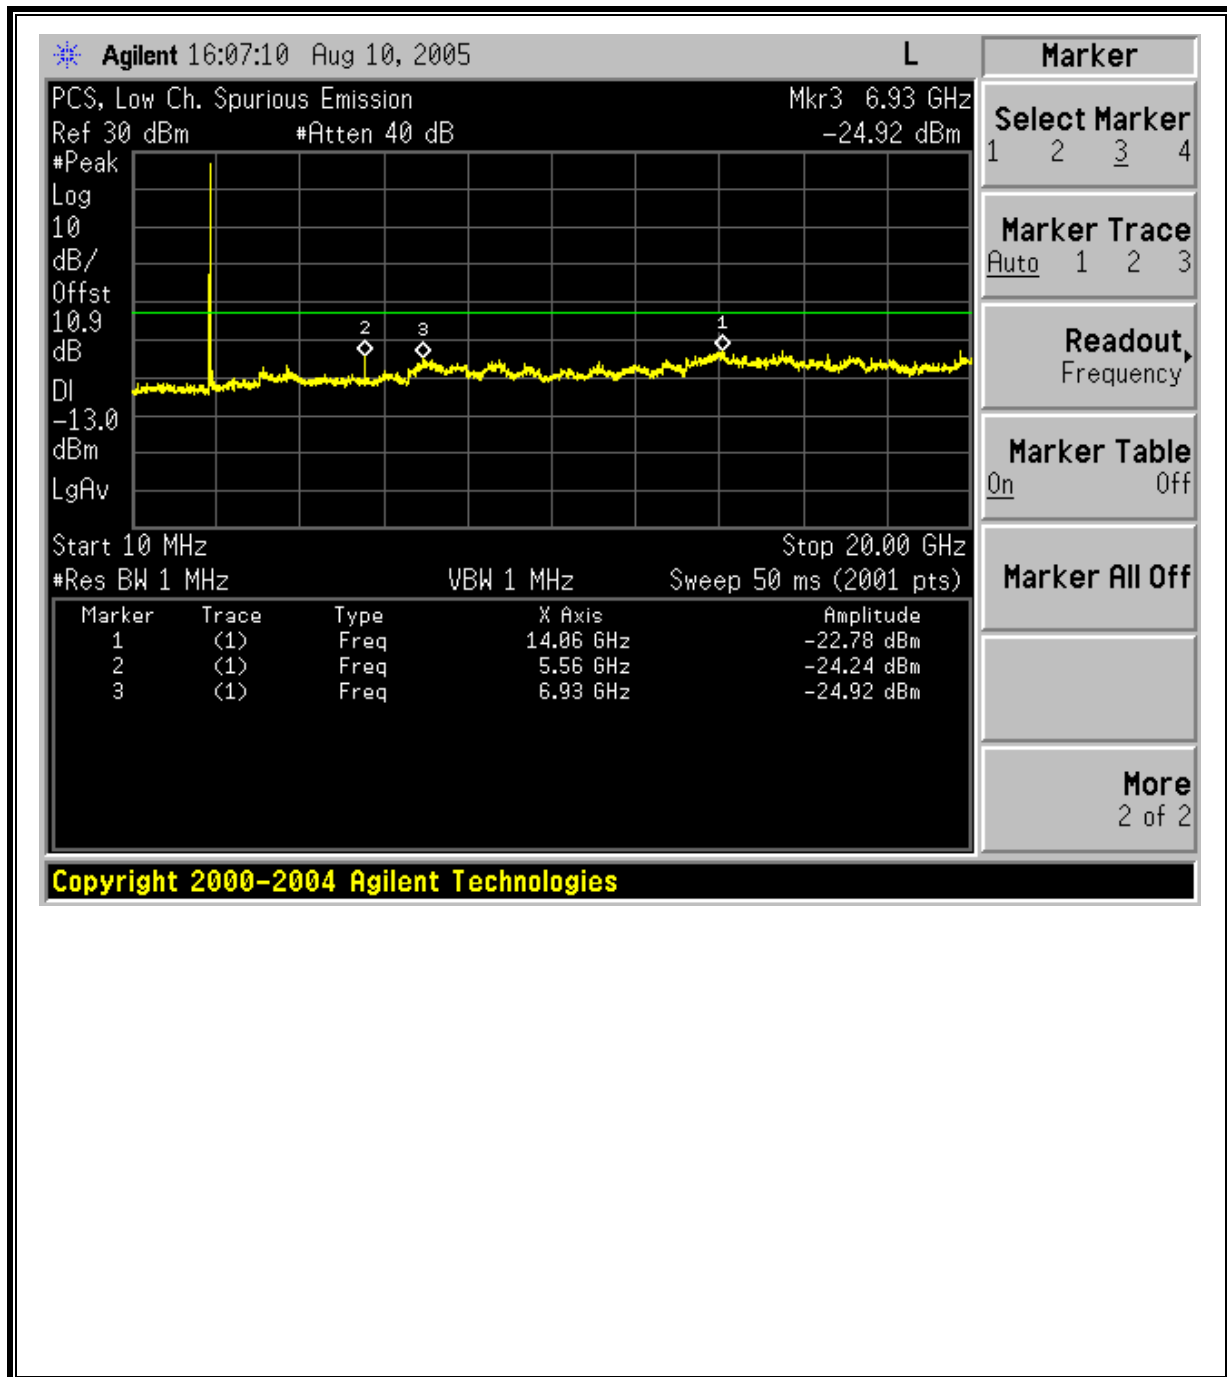 Agilent 16:07:10 Aug 10, 2005 L
PCS, Low Ch. Spurious Emission Mkr3 6.93 GHz
Ref 30 dBm #Atten 40 dB -24.92 dBm
#Peak
Log
10
dB/
Offst
10.9
dB
DI
-13.0
dBm
LgAv
2 3 1
Start 10 MHz Stop 20.00 GHz
#Res BW 1 MHz VBW 1 MHz Sweep 50 ms (2001 pts)
Marker Trace Type X Axis Amplitude
1 (1) Freq 14.06 GHz -22.78 dBm
2 (1) Freq 5.56 GHz -24.24 dBm
3 (1) Freq 6.93 GHz -24.92 dBm
Marker
Select Marker
1 2 3 4
Marker Trace
Auto 1 2 3
Readout
Frequency
Marker Table
On Off
Marker All Off
More
2 of 2
Copyright 2000-2004 Agilent Technologies